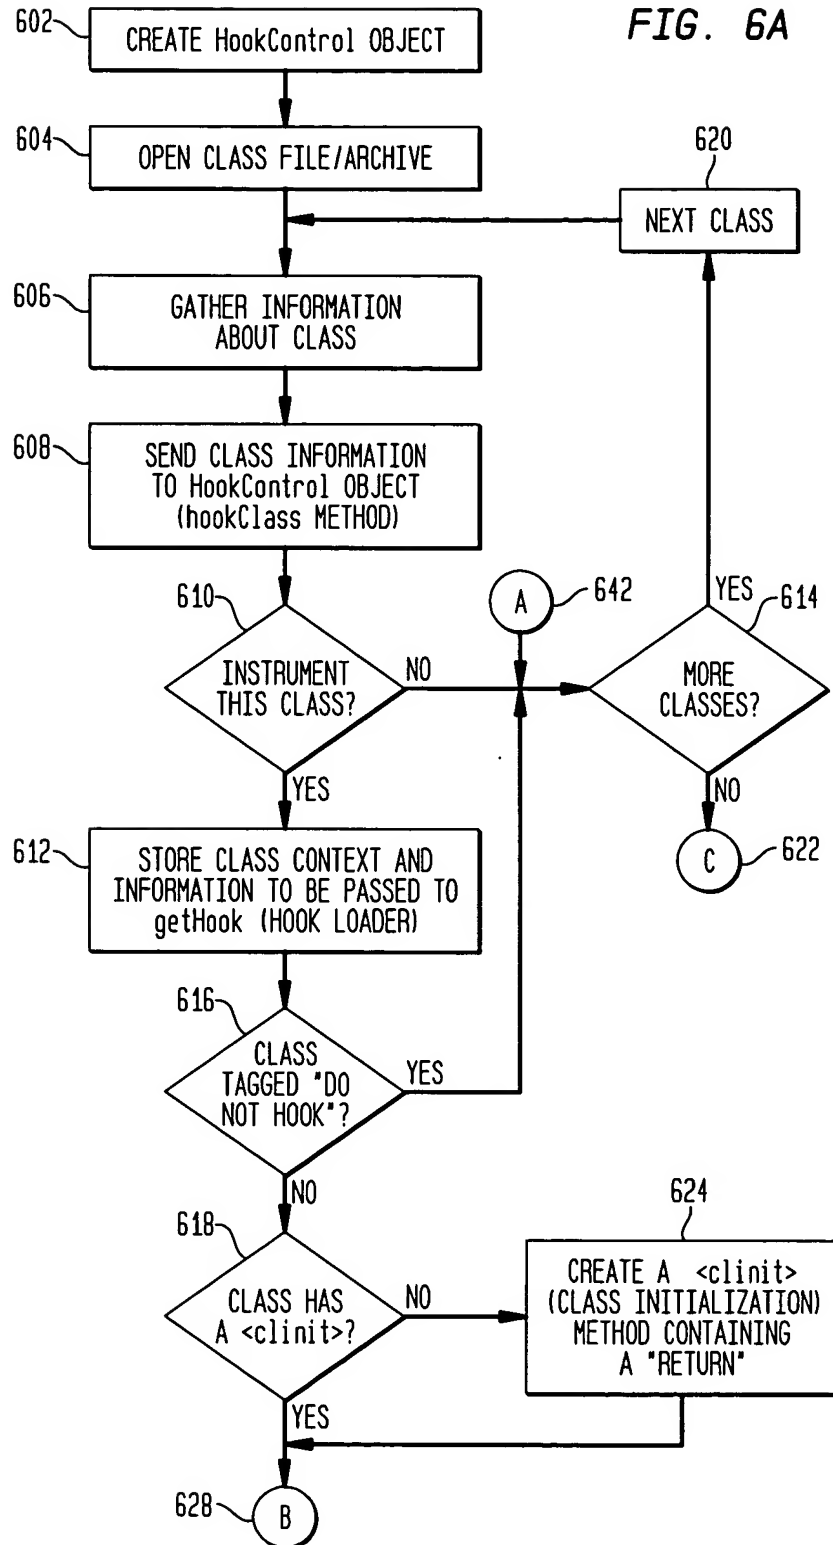 FIG. 6A
602
CREATE HookControl OBJECT
604
OPEN CLASS FILE/ARCHIVE
620
NEXT CLASS
606
GATHER INFORMATION
ABOUT CLASS
608
SEND CLASS INFORMATION
TO HookControl OBJECT
(hookClass METHOD)
610
INSTRUMENT
THIS CLASS?
NO
YES
A
642
614
MORE
CLASSES?
YES
NO
C
622
612
STORE CLASS CONTEXT AND
INFORMATION TO BE PASSED TO
getHook (HOOK LOADER)
616
CLASS
TAGGED "DO
NOT HOOK"?
YES
NO
618
CLASS HAS
A <clinit>?
NO
YES
624
CREATE A <clinit>
(CLASS INITIALIZATION)
METHOD CONTAINING
A "RETURN"
628
B